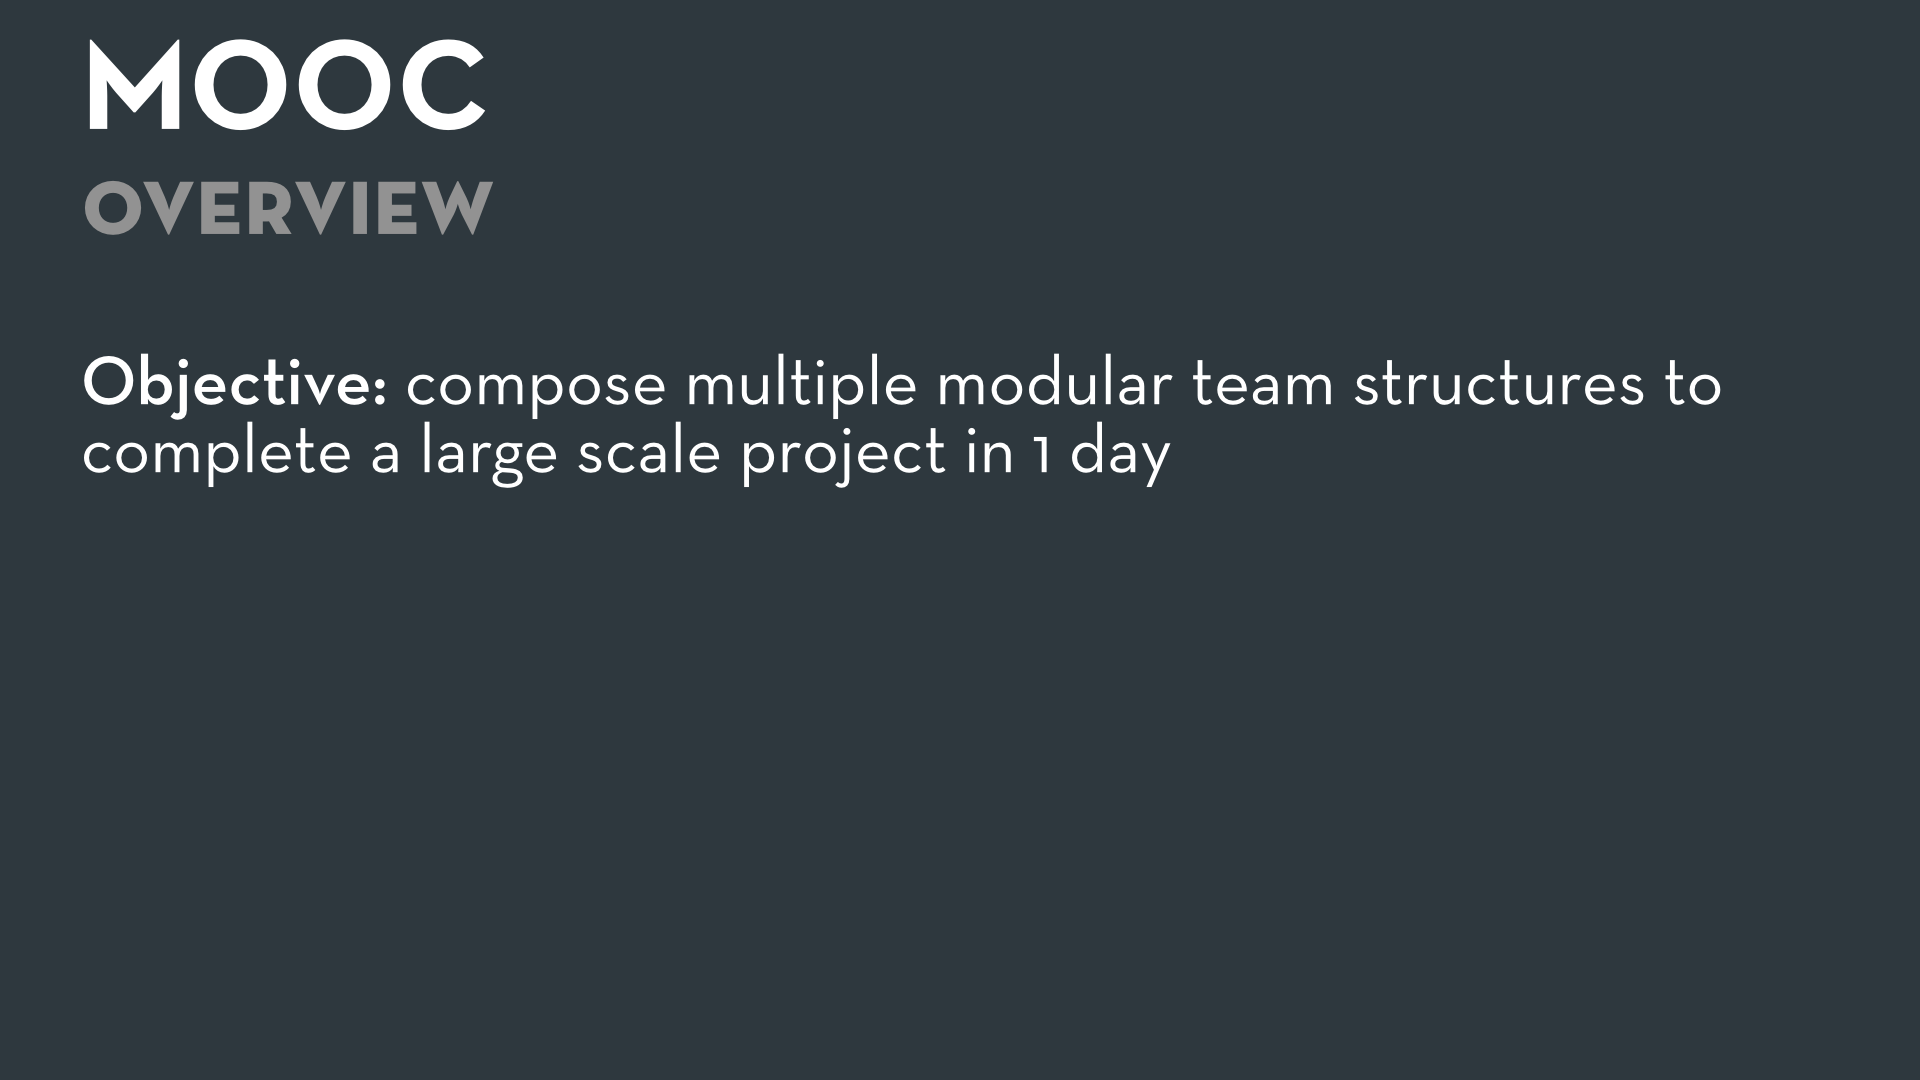 MOOC
OVERVIEW
Objective: compose multiple modular team structures to
complete a large scale project in 1 day